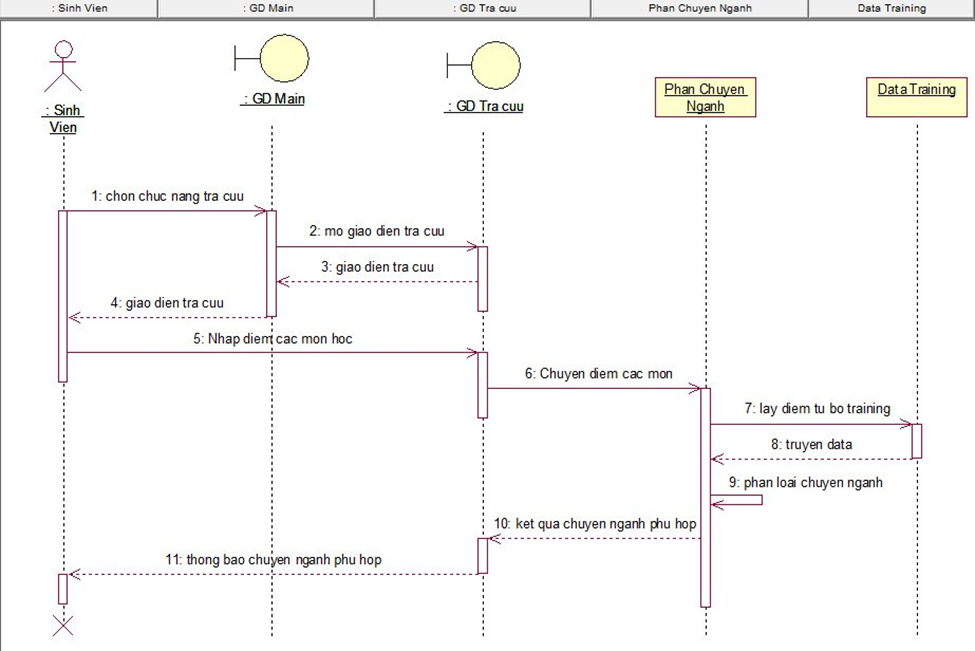 : Sinh Vien
: GD Main
: GD Tra cuu
Phan Chuyen Nganh
Data Training
: Sinh
Vien
: GD Main
: GD Tra cuu
Phan Chuyen
Nganh
Data Training
1: chon chuc nang tra cuu
2: mo giao dien tra cuu
3: giao dien tra cuu
4: giao dien tra cuu
5: Nhap diem cac mon hoc
6: Chuyen diem cac mon
7: lay diem tu bo training
8: truyen data
9: phan loai chuyen nganh
10: ket qua chuyen nganh phu hop
11: thong bao chuyen nganh phu hop